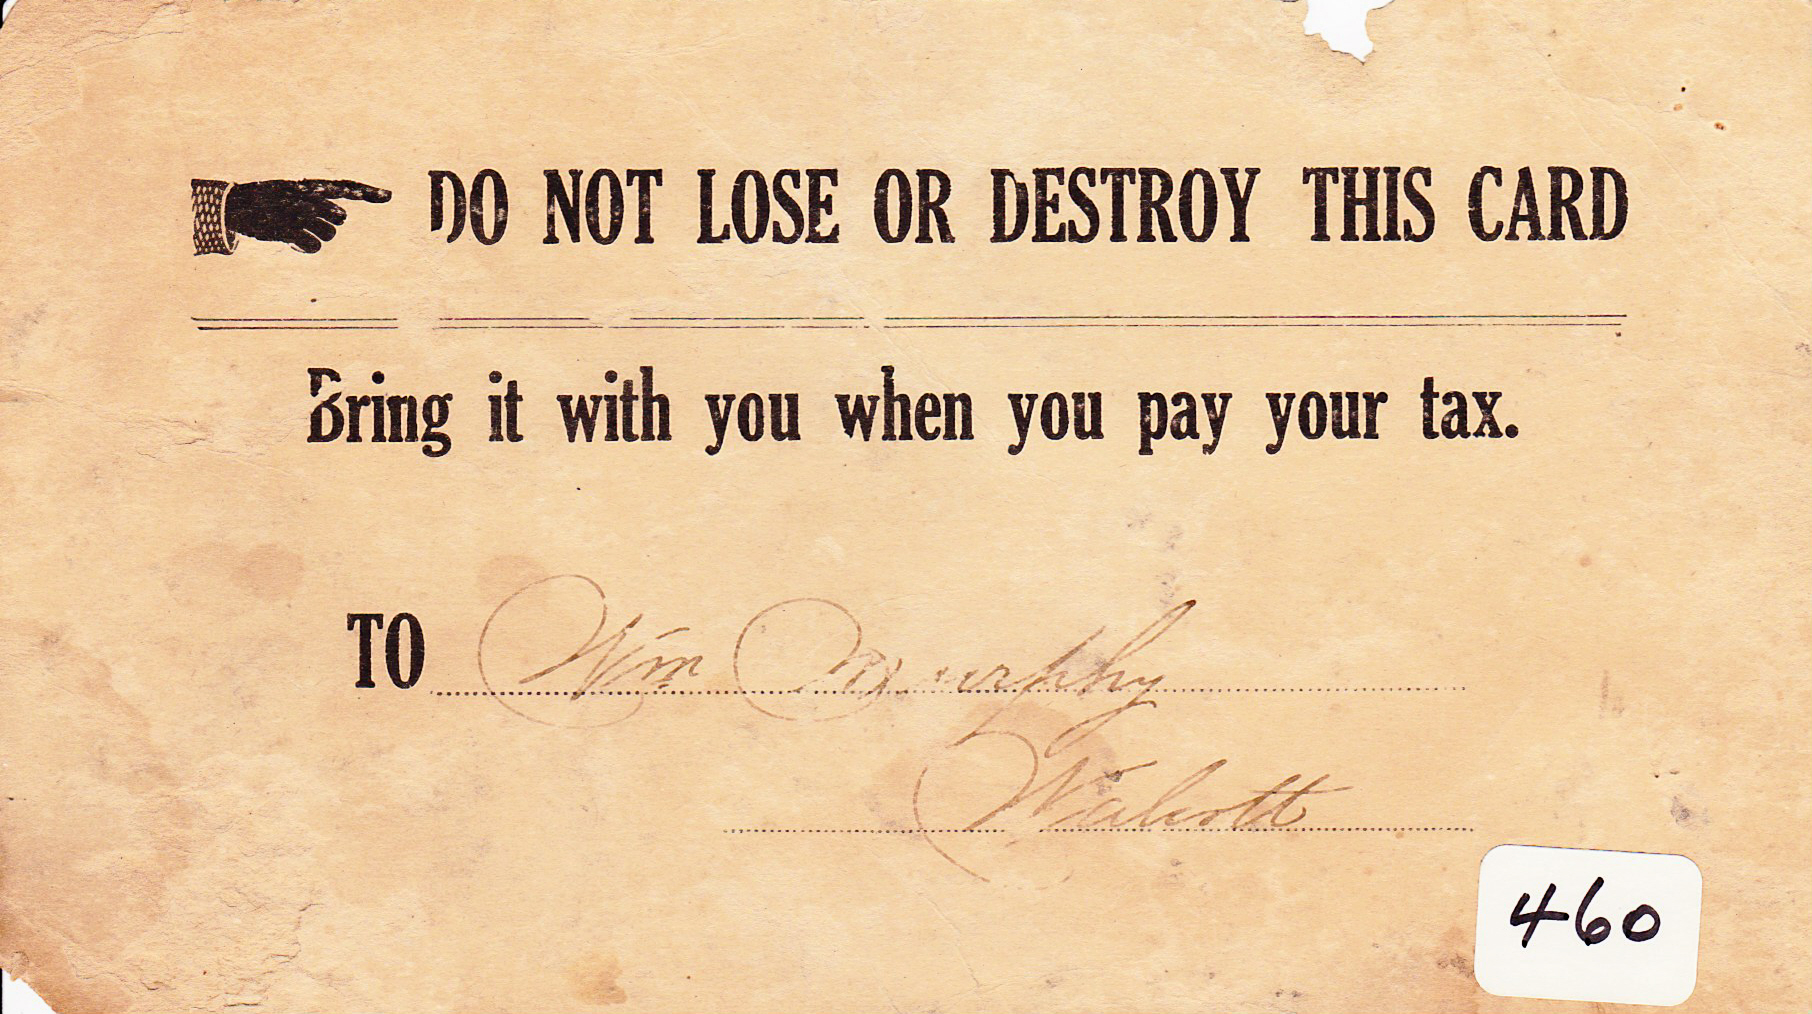 DO NOT LOSE OR DESTROY THIS CARD
Bring it with you when you pay your tax.
TO Wm Murphy
Walcott
460